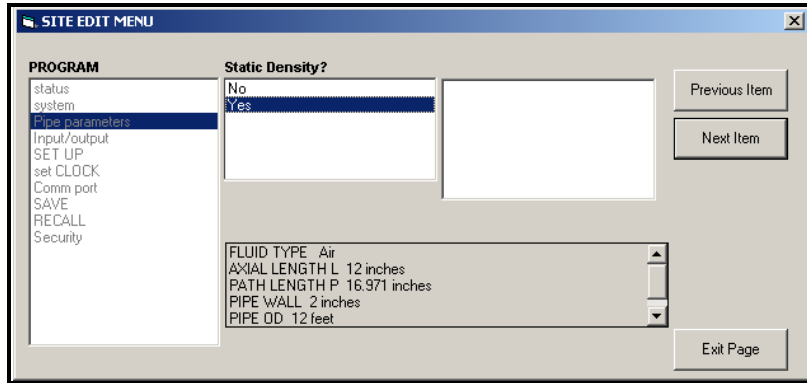 SITE EDIT MENU
PROGRAM
status
system
Pipe parameters
Input/output
SET UP
set CLOCK
Comm port
SAVE
RECALL
Security
Static Density?
No
Yes
Previous Item
Next Item
FLUID TYPE Air
AXIAL LENGTH L 12 inches
PATH LENGTH P 16.971 inches
PIPE WALL 2 inches
PIPE OD 12 feet
Exit Page